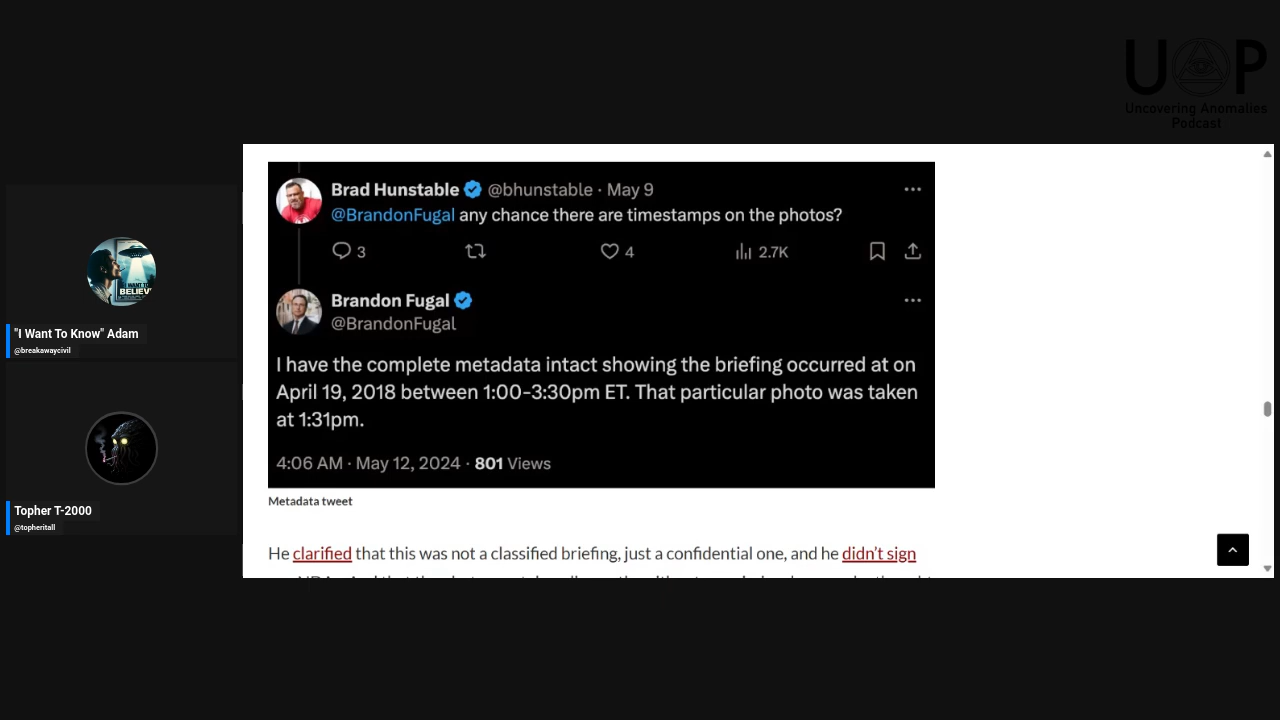 UAP
Uncovering Anomalies
Podcast
Brad Hunstable @bhunstable · May 9
@BrandonFugal any chance there are timestamps on the photos?
3 4 2.7K
Brandon Fugal
@BrandonFugal
I have the complete metadata intact showing the briefing occurred at on
April 19, 2018 between 1:00-3:30pm ET. That particular photo was taken
at 1:31pm.
4:06 AM · May 12, 2024 · 801 Views
Metadata tweet
He clarified that this was not a classified briefing, just a confidential one, and he didn't sign
I WANT TO
BELIEV
"I Want To Know" Adam
@breakawaycivil
Topher T-2000
@topheritall